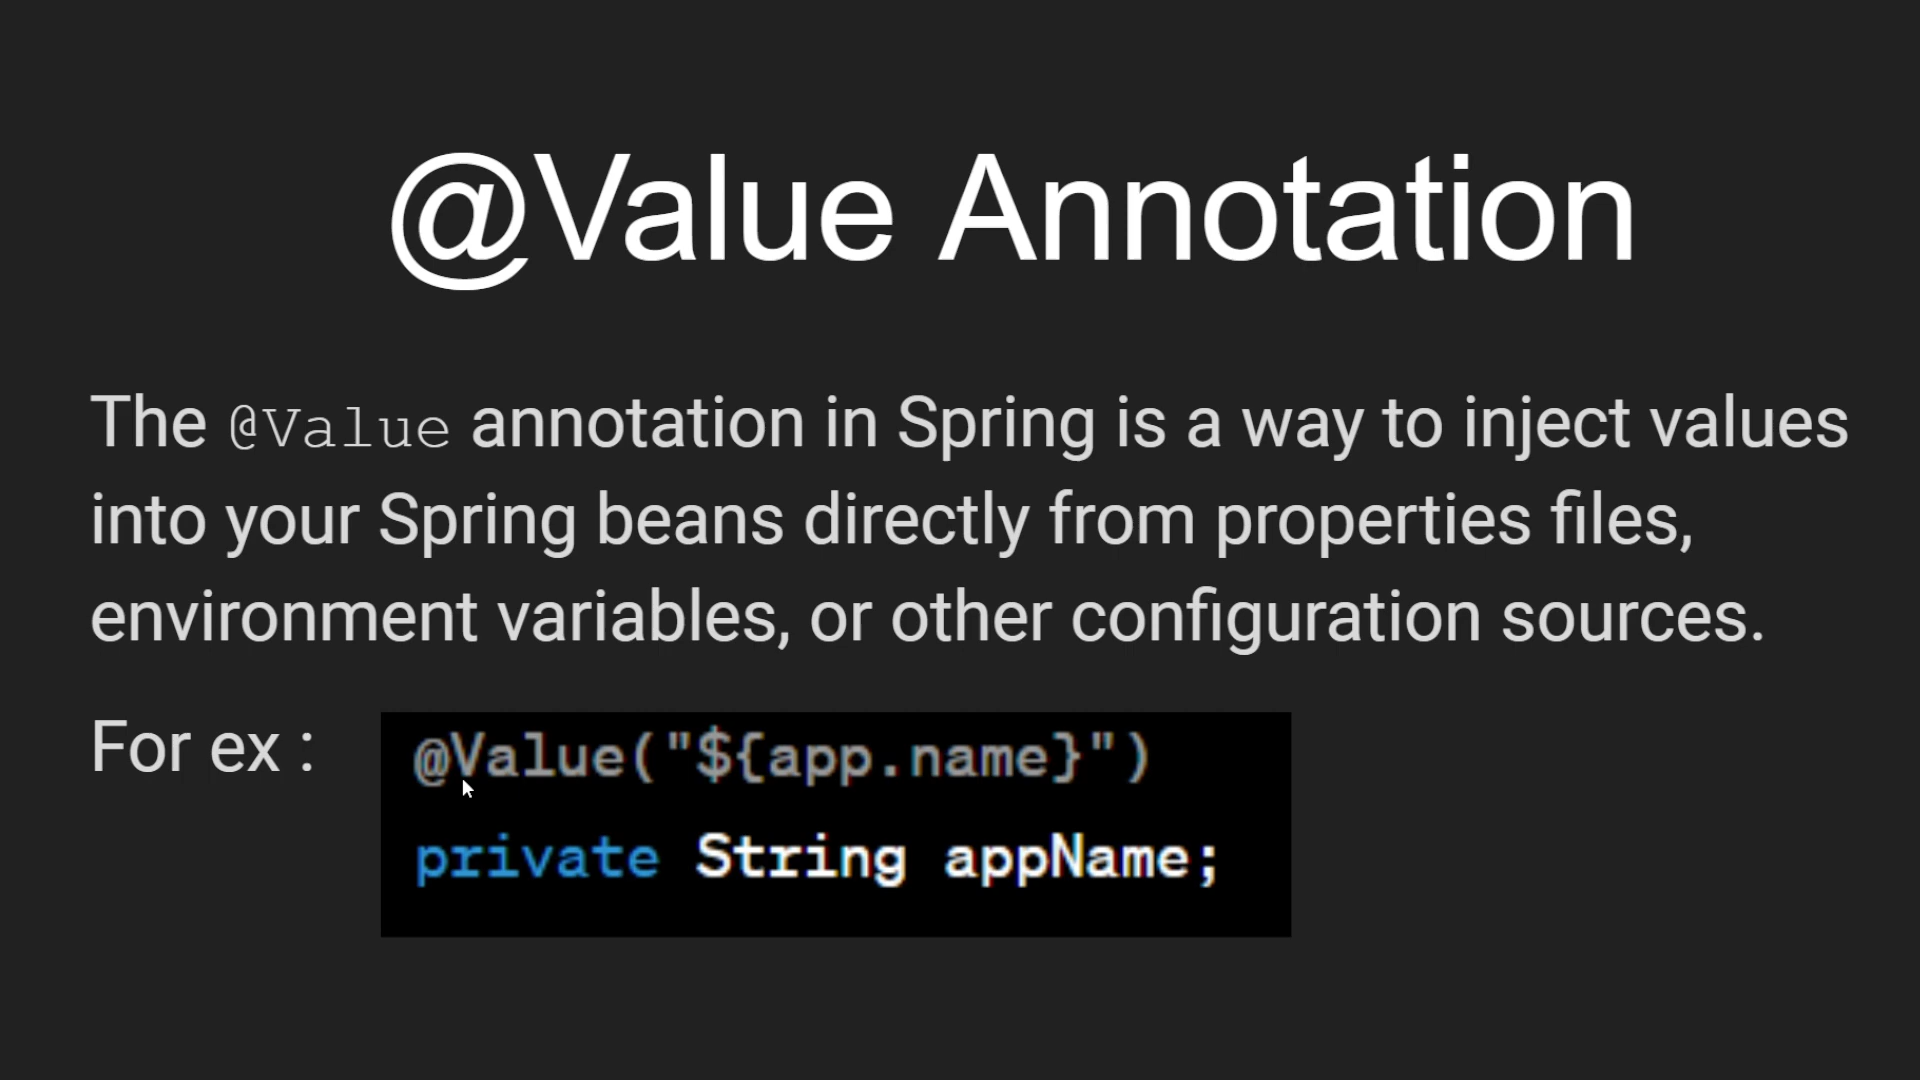 @Value Annotation
The @Value annotation in Spring is a way to inject values
into your Spring beans directly from properties files,
environment variables, or other configuration sources.
For ex :
@Value("${app.name}")
private String appName;